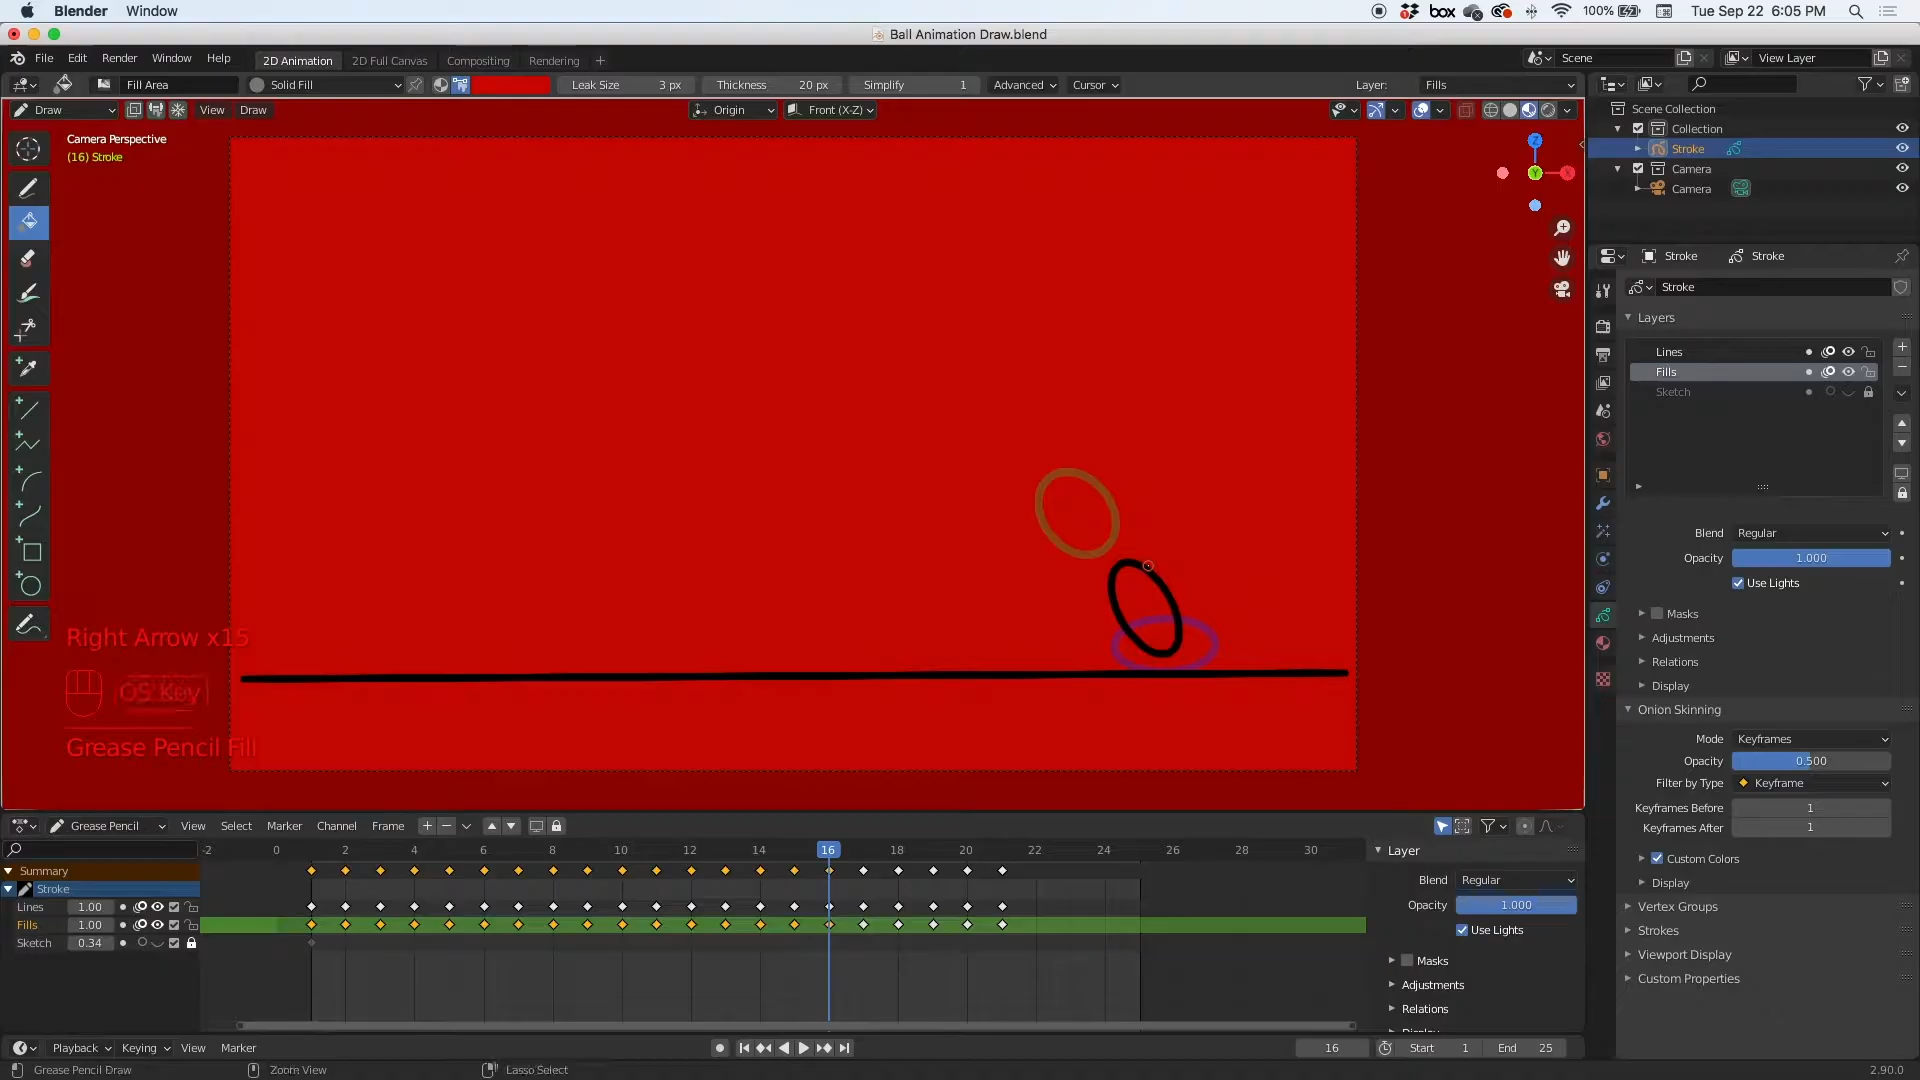 Blender Window box 100% Tue Sep 22 6:05 PM
Ball Animation Draw.blend
File Edit Render Window Help 2D Animation 2D Full Canvas Compositing Rendering + Scene View Layer
Fill Area Solid Fill Leak Size 3 px Thickness 20 px Simplify 1 Advanced Cursor Layer: Fills
Draw View Draw Origin Front (X-Z)
Camera Perspective
(16) Stroke
Z
Y
X
Right Arrow x15
OS Key
Grease Pencil Fill
Scene Collection
Collection
Stroke
Camera
Camera
Stroke Stroke
Stroke
Layers
Lines
Fills
Sketch
Blend Regular
Opacity 1.000
Use Lights
Masks
Adjustments
Relations
Display
Onion Skinning
Mode Keyframes
Opacity 0.500
Filter by Type Keyframe
Keyframes Before 1
Keyframes After 1
Custom Colors
Display
Vertex Groups
Strokes
Viewport Display
Custom Properties
Grease Pencil View Select Marker Channel Frame
-2 0 2 4 6 8 10 12 14 16 18 20 22 24 26 28 30
Summary
Stroke
Lines 1.00
Fills 1.00
Sketch 0.34
Layer
Blend Regular
Opacity 1.000
Use Lights
Masks
Adjustments
Relations
Display
Playback Keying View Marker 16 Start 1 End 25
Grease Pencil Draw Zoom View Lasso Select 2.90.0